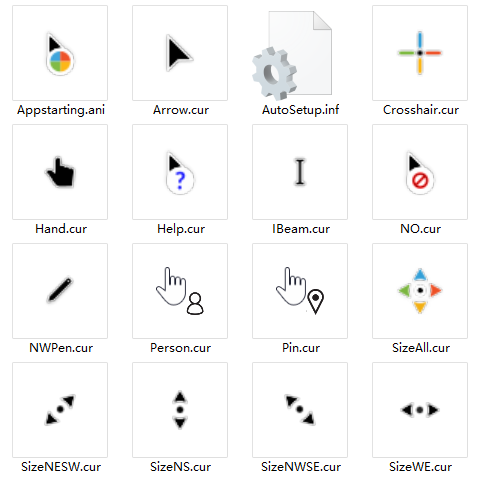 Appstarting.ani
Arrow.cur
AutoSetup.inf
Crosshair.cur
Hand.cur
?
Help.cur
IBeam.cur
NO.cur
NWPen.cur
Person.cur
Pin.cur
SizeAll.cur
SizeNESW.cur
SizeNS.cur
SizeNWSE.cur
SizeWE.cur